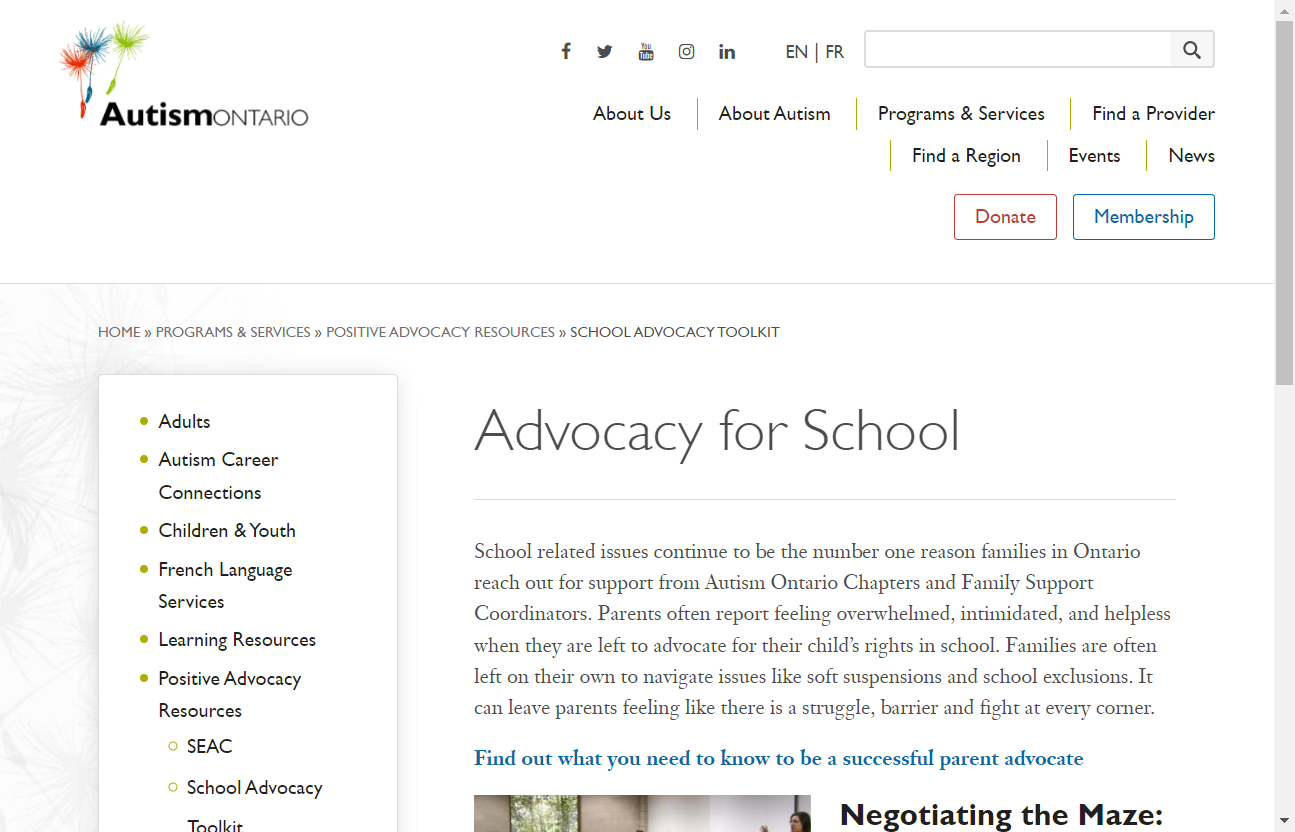 You
Tube
EN | FR
Autism ONTARIO
About Us
About Autism
Programs & Services
Find a Provider
Find a Region
Events
News
Donate
Membership
HOME » PROGRAMS & SERVICES » POSITIVE ADVOCACY RESOURCES » SCHOOL ADVOCACY TOOLKIT
Adults
Autism Career
Connections
Children & Youth
French Language
Services
Learning Resources
Positive Advocacy
Resources
SEAC
School Advocacy
Toolkit
Advocacy for School
School related issues continue to be the number one reason families in Ontario
reach out for support from Autism Ontario Chapters and Family Support
Coordinators. Parents often report feeling overwhelmed, intimidated, and helpless
when they are left to advocate for their child’s rights in school. Families are often
left on their own to navigate issues like soft suspensions and school exclusions. It
can leave parents feeling like there is a struggle, barrier and fight at every corner.
Find out what you need to know to be a successful parent advocate
Negotiating the Maze: